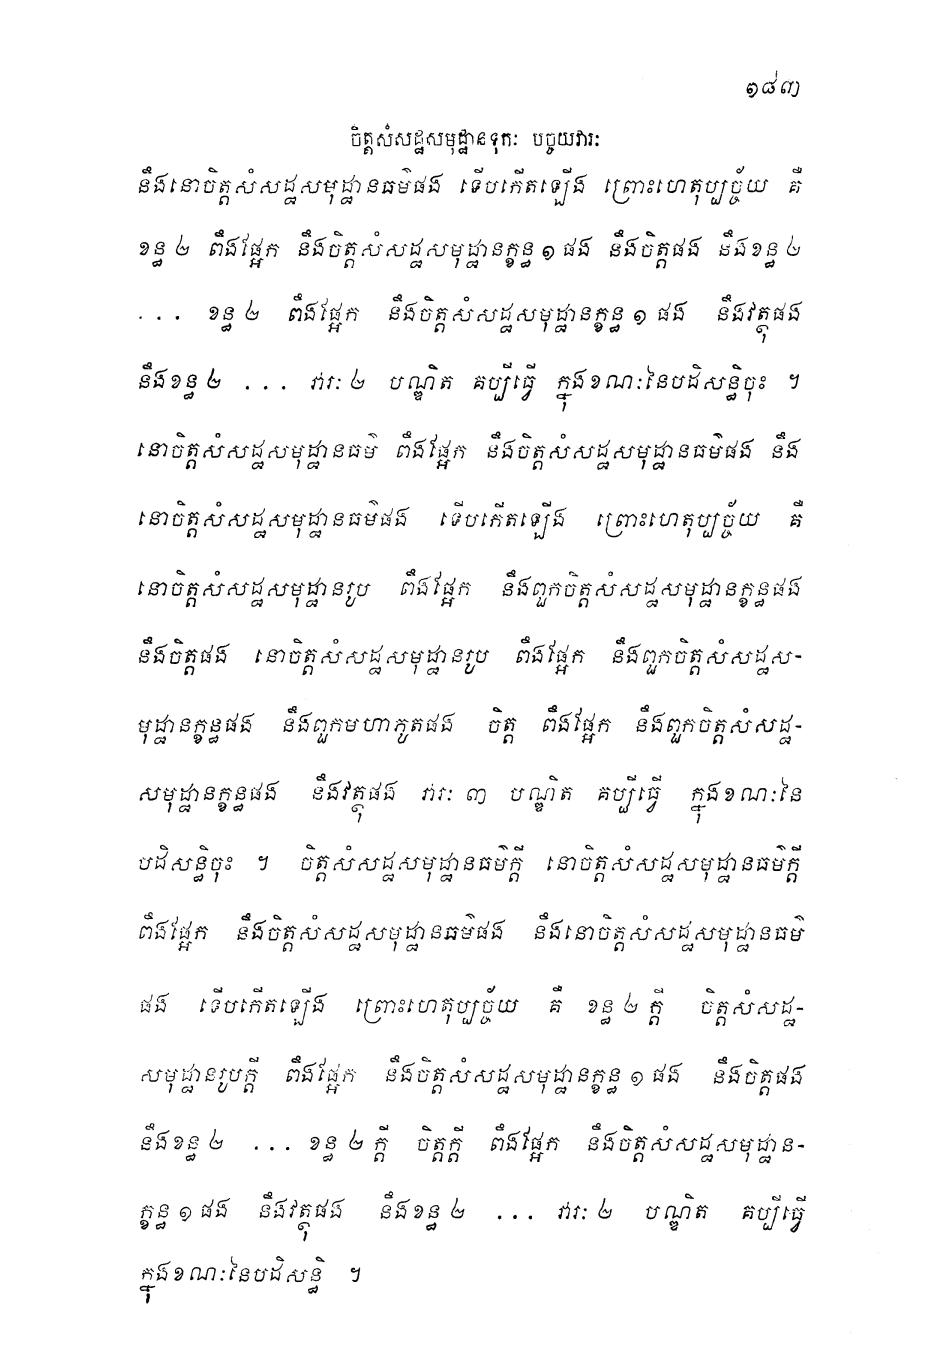 ១៨៣
ចិត្តសំសដ្ឋសមុដ្ឋានទុកៈ បច្ចយវារៈ
នឹងនោចិត្តសំសដ្ឋសមុដ្ឋានធម៌ផង ទើបកើតឡើង ព្រោះហេតុប្បច្ច័យ គឺ
ខន្ធ ២ ពឹងផ្អែក នឹងចិត្តសំសដ្ឋសមុដ្ឋានក្ខន្ធ ១ ផង នឹងចិត្តផង នឹងខន្ធ ២
. . . ខន្ធ ២ ពឹងផ្អែក នឹងចិត្តសំសដ្ឋសមុដ្ឋានក្ខន្ធ ១ ផង នឹងវត្ថុផង
នឹងខន្ធ ២ . . . វារៈ ២ បណ្ឌិត គប្បីធ្វើ ក្នុងខណៈនៃបដិសន្ធិចុះ ។
នោចិត្តសំសដ្ឋសមុដ្ឋានធម៌ ពឹងផ្អែក នឹងចិត្តសំសដ្ឋសមុដ្ឋានធម៌ផង នឹង
នោចិត្តសំសដ្ឋសមុដ្ឋានធម៌ផង ទើបកើតឡើង ព្រោះហេតុប្បច្ច័យ គឺ
នោចិត្តសំសដ្ឋសមុដ្ឋានរូប ពឹងផ្អែក នឹងពួកចិត្តសំសដ្ឋសមុដ្ឋានក្ខន្ធផង
នឹងចិត្តផង នោចិត្តសំសដ្ឋសមុដ្ឋានរូប ពឹងផ្អែក នឹងពួកចិត្តសំសដ្ឋស-
មុដ្ឋានក្ខន្ធផង នឹងពួកមហាភូតផង ចិត្ត ពឹងផ្អែក នឹងពួកចិត្តសំសដ្ឋ-
សមុដ្ឋានក្ខន្ធផង នឹងវត្ថុផង វារៈ ៣ បណ្ឌិត គប្បីធ្វើ ក្នុងខណៈនៃ
បដិសន្ធិចុះ ។ ចិត្តសំសដ្ឋសមុដ្ឋានធម៌ក្តី នោចិត្តសំសដ្ឋសមុដ្ឋានធម៌ក្តី
ពឹងផ្អែក នឹងចិត្តសំសដ្ឋសមុដ្ឋានធម៌ផង នឹងនោចិត្តសំសដ្ឋសមុដ្ឋានធម៌
ផង ទើបកើតឡើង ព្រោះហេតុប្បច្ច័យ គឺ ខន្ធ ២ ក្តី ចិត្តសំសដ្ឋ-
សមុដ្ឋានរូបក្តី ពឹងផ្អែក នឹងចិត្តសំសដ្ឋសមុដ្ឋានក្ខន្ធ ១ ផង នឹងចិត្តផង
នឹងខន្ធ ២ . . . ខន្ធ ២ ក្តី ចិត្តក្តី ពឹងផ្អែក នឹងចិត្តសំសដ្ឋសមុដ្ឋាន-
ក្ខន្ធ ១ ផង នឹងវត្ថុផង នឹងខន្ធ ២ . . . វារៈ ២ បណ្ឌិត គប្បីធ្វើ
ក្នុងខណៈនៃបដិសន្ធិ ។